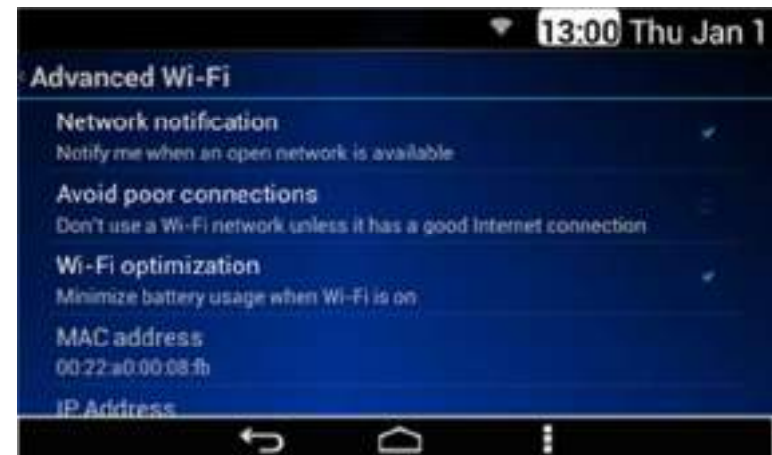 13:00 Thu Jan 1
Advanced Wi-Fi
Network notification
Notify me when an open network is available
Avoid poor connections
Don't use a Wi-Fi network unless it has a good Internet connection
Wi-Fi optimization
Minimize battery usage when Wi-Fi is on
MAC address
00:22:a0:00:08:fb
IP Address